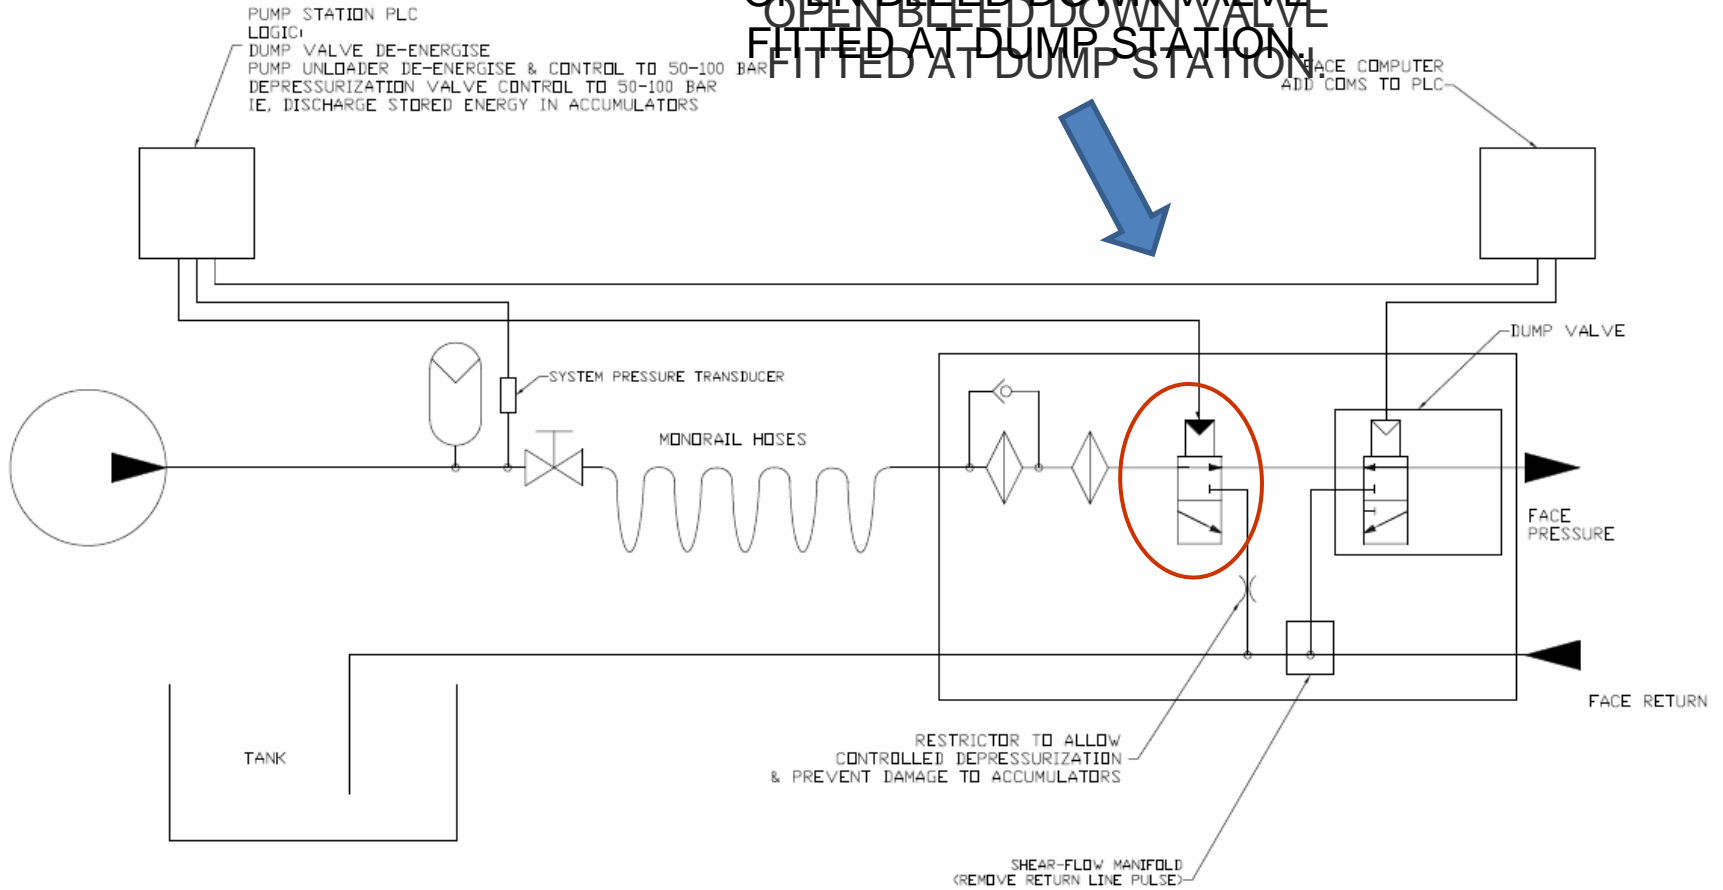 OPEN BLEED DOWN VALVE
FITTED AT DUMP STATION.
PUMP STATION PLC
LOGIC:
DUMP VALVE DE-ENERGISE
PUMP UNLOADER DE-ENERGISE & CONTROL TO 50-100 BAR
DEPRESSURIZATION VALVE CONTROL TO 50-100 BAR
IE, DISCHARGE STORED ENERGY IN ACCUMULATORS
FACE COMPUTER
ADD COMS TO PLC
DUMP VALVE
SYSTEM PRESSURE TRANSDUCER
MONORAIL HOSES
FACE
PRESSURE
FACE RETURN
TANK
RESTRICTOR TO ALLOW
CONTROLLED DEPRESSURIZATION
& PREVENT DAMAGE TO ACCUMULATORS
SHEAR-FLOW MANIFOLD
(REMOVE RETURN LINE PULSE)